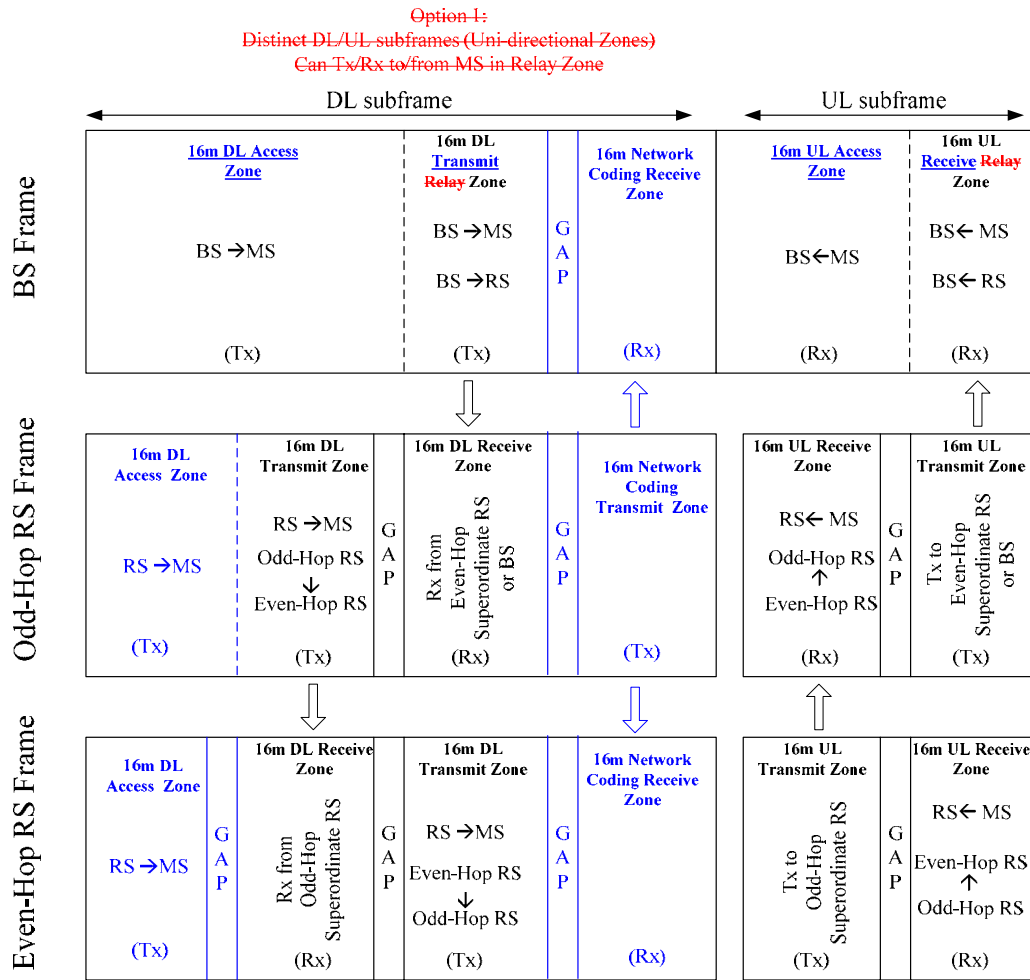 Option 1:
Distinct DL/UL subframes (Uni-directional Zones)
Can Tx/Rx to/from MS in Relay Zone
DL subframe
UL subframe
BS Frame
16m DL Access
Zone
BS →MS
(Tx)
16m DL
Transmit
Relay Zone
BS →MS
BS →RS
(Tx)
G
A
P
16m Network
Coding Receive
Zone
(Rx)
16m UL Access
Zone
BS←MS
(Rx)
16m UL
Receive Relay
Zone
BS← MS
BS← RS
(Rx)
Odd-Hop RS Frame
16m DL
Access Zone
RS →MS
(Tx)
16m DL
Transmit Zone
RS →MS
Odd-Hop RS
↓
Even-Hop RS
(Tx)
G
A
P
16m DL Receive
Zone
Rx from
Even-Hop
Superordinate RS
or BS
(Rx)
G
A
P
16m Network
Coding
Transmit Zone
(Tx)
16m UL Receive
Zone
RS← MS
Odd-Hop RS
↑
Even-Hop RS
(Rx)
G
A
P
16m UL
Transmit Zone
Tx to
Even-Hop
Superordinate RS
or BS
(Tx)
Even-Hop RS Frame
16m DL
Access Zone
RS →MS
(Tx)
G
A
P
16m DL Receive
Zone
Rx from
Odd-Hop
Superordinate RS
(Rx)
G
A
P
16m DL
Transmit Zone
RS →MS
Even-Hop RS
↓
Odd-Hop RS
(Tx)
G
A
P
16m Network
Coding Receive
Zone
(Rx)
16m UL
Transmit Zone
Tx to
Odd-Hop
Superordinate RS
(Tx)
G
A
P
16m UL Receive
Zone
RS← MS
Even-Hop RS
↑
Odd-Hop RS
(Rx)